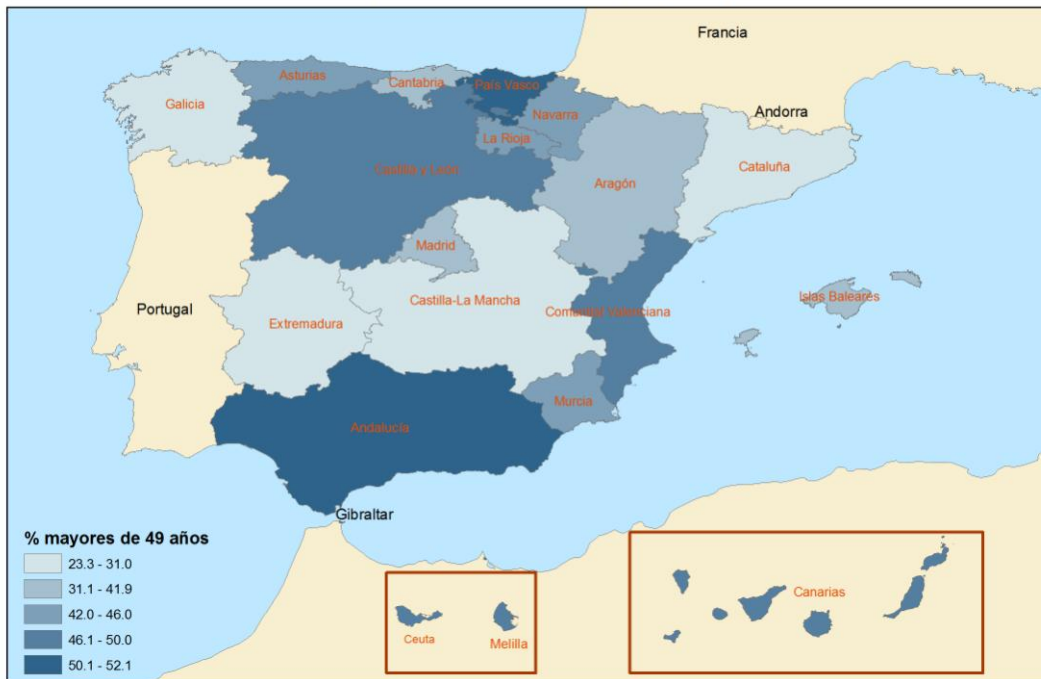 Francia
Andorra
Asturias
Cantabria
País Vasco
Galicia
Navarra
La Rioja
Castilla y León
Aragón
Cataluña
Madrid
Portugal
Extremadura
Castilla-La Mancha
Comunitat Valenciana
Islas Baleares
Murcia
Andalucía
Gibraltar
% mayores de 49 años
23.3 - 31.0
31.1 - 41.9
42.0 - 46.0
46.1 - 50.0
50.1 - 52.1
Ceuta
Melilla
Canarias